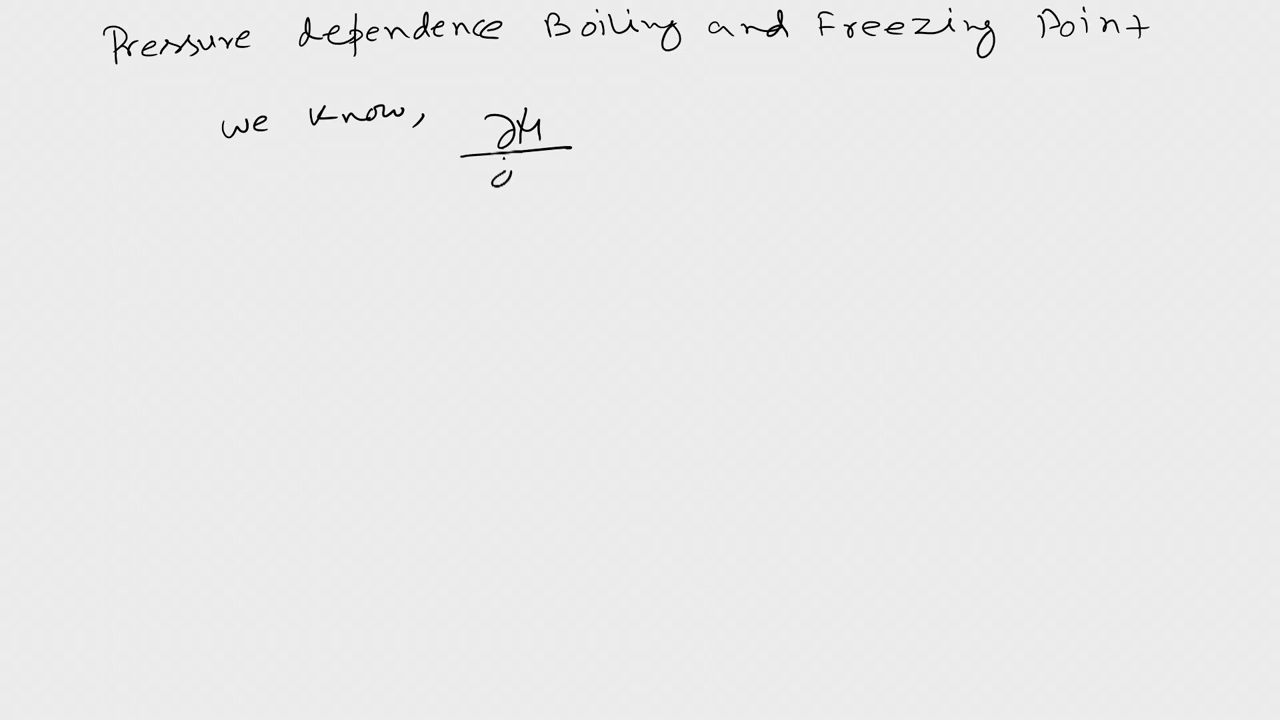 Pressure dependence Boiling and Freezing Point
we know, ∂μ